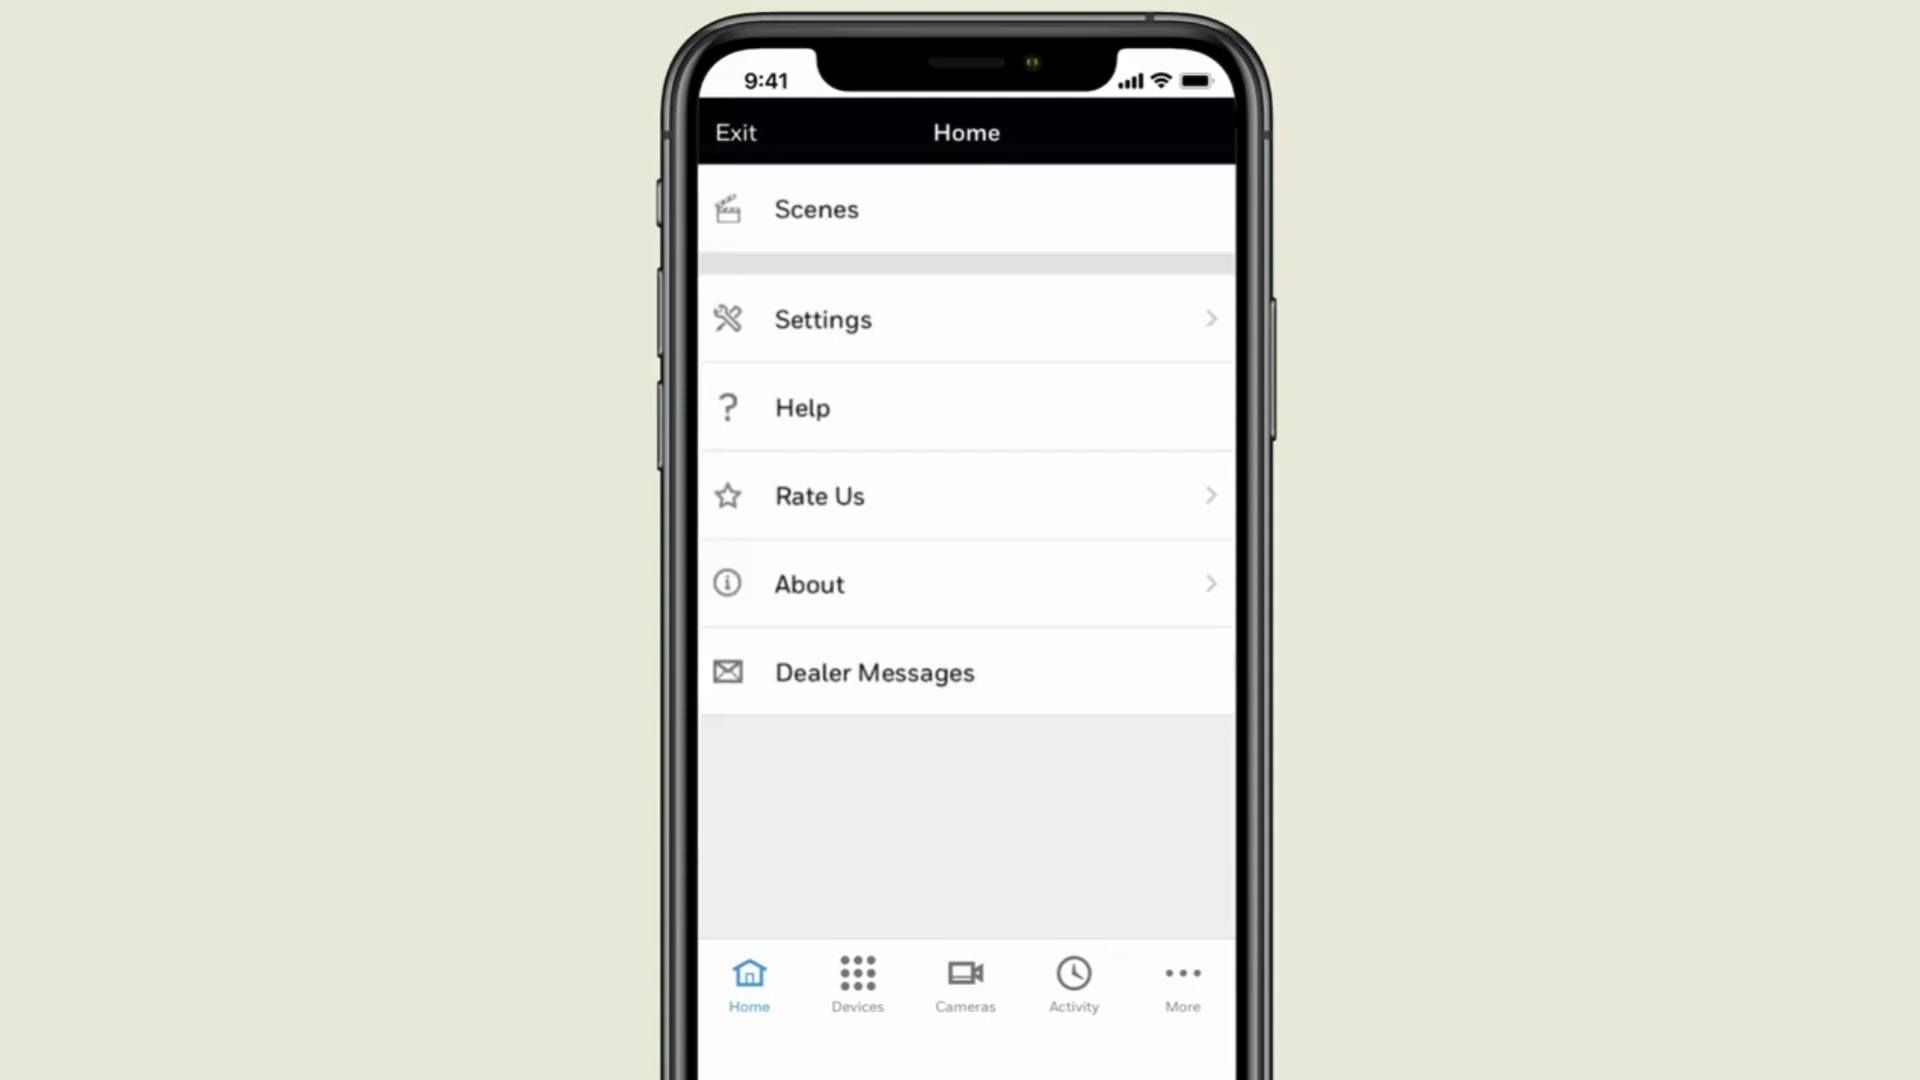 9:41
Exit
Home
Scenes
Settings
Help
Rate Us
About
Dealer Messages
Home
Devices
Cameras
Activity
More